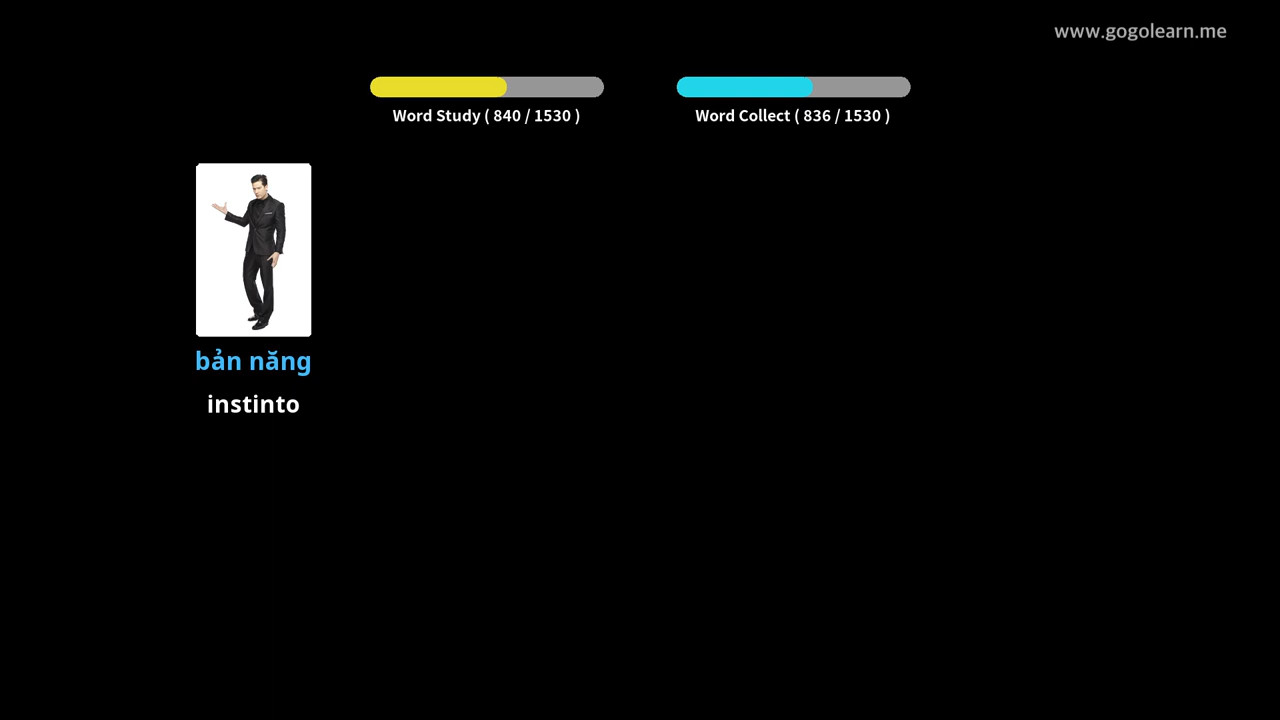 www.gogolearn.me
Word Study ( 840 / 1530 )
Word Collect ( 836 / 1530 )
bản năng
instinto